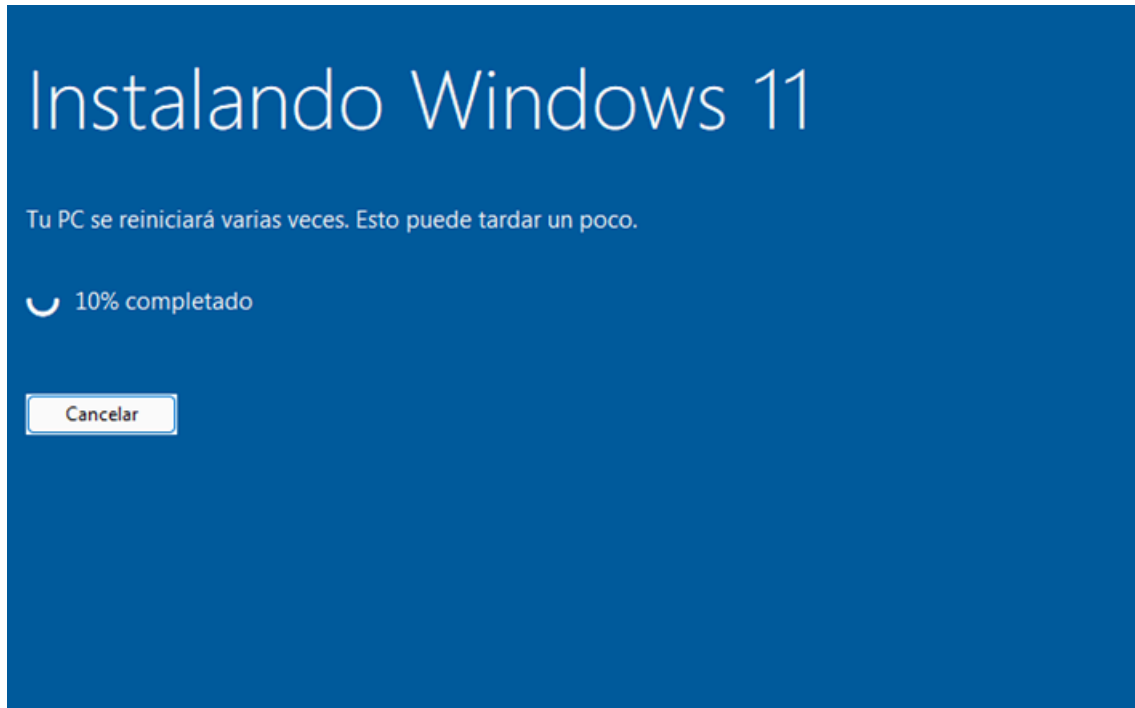 Instalando Windows 11
Tu PC se reiniciará varias veces. Esto puede tardar un poco.
10% completado
Cancelar